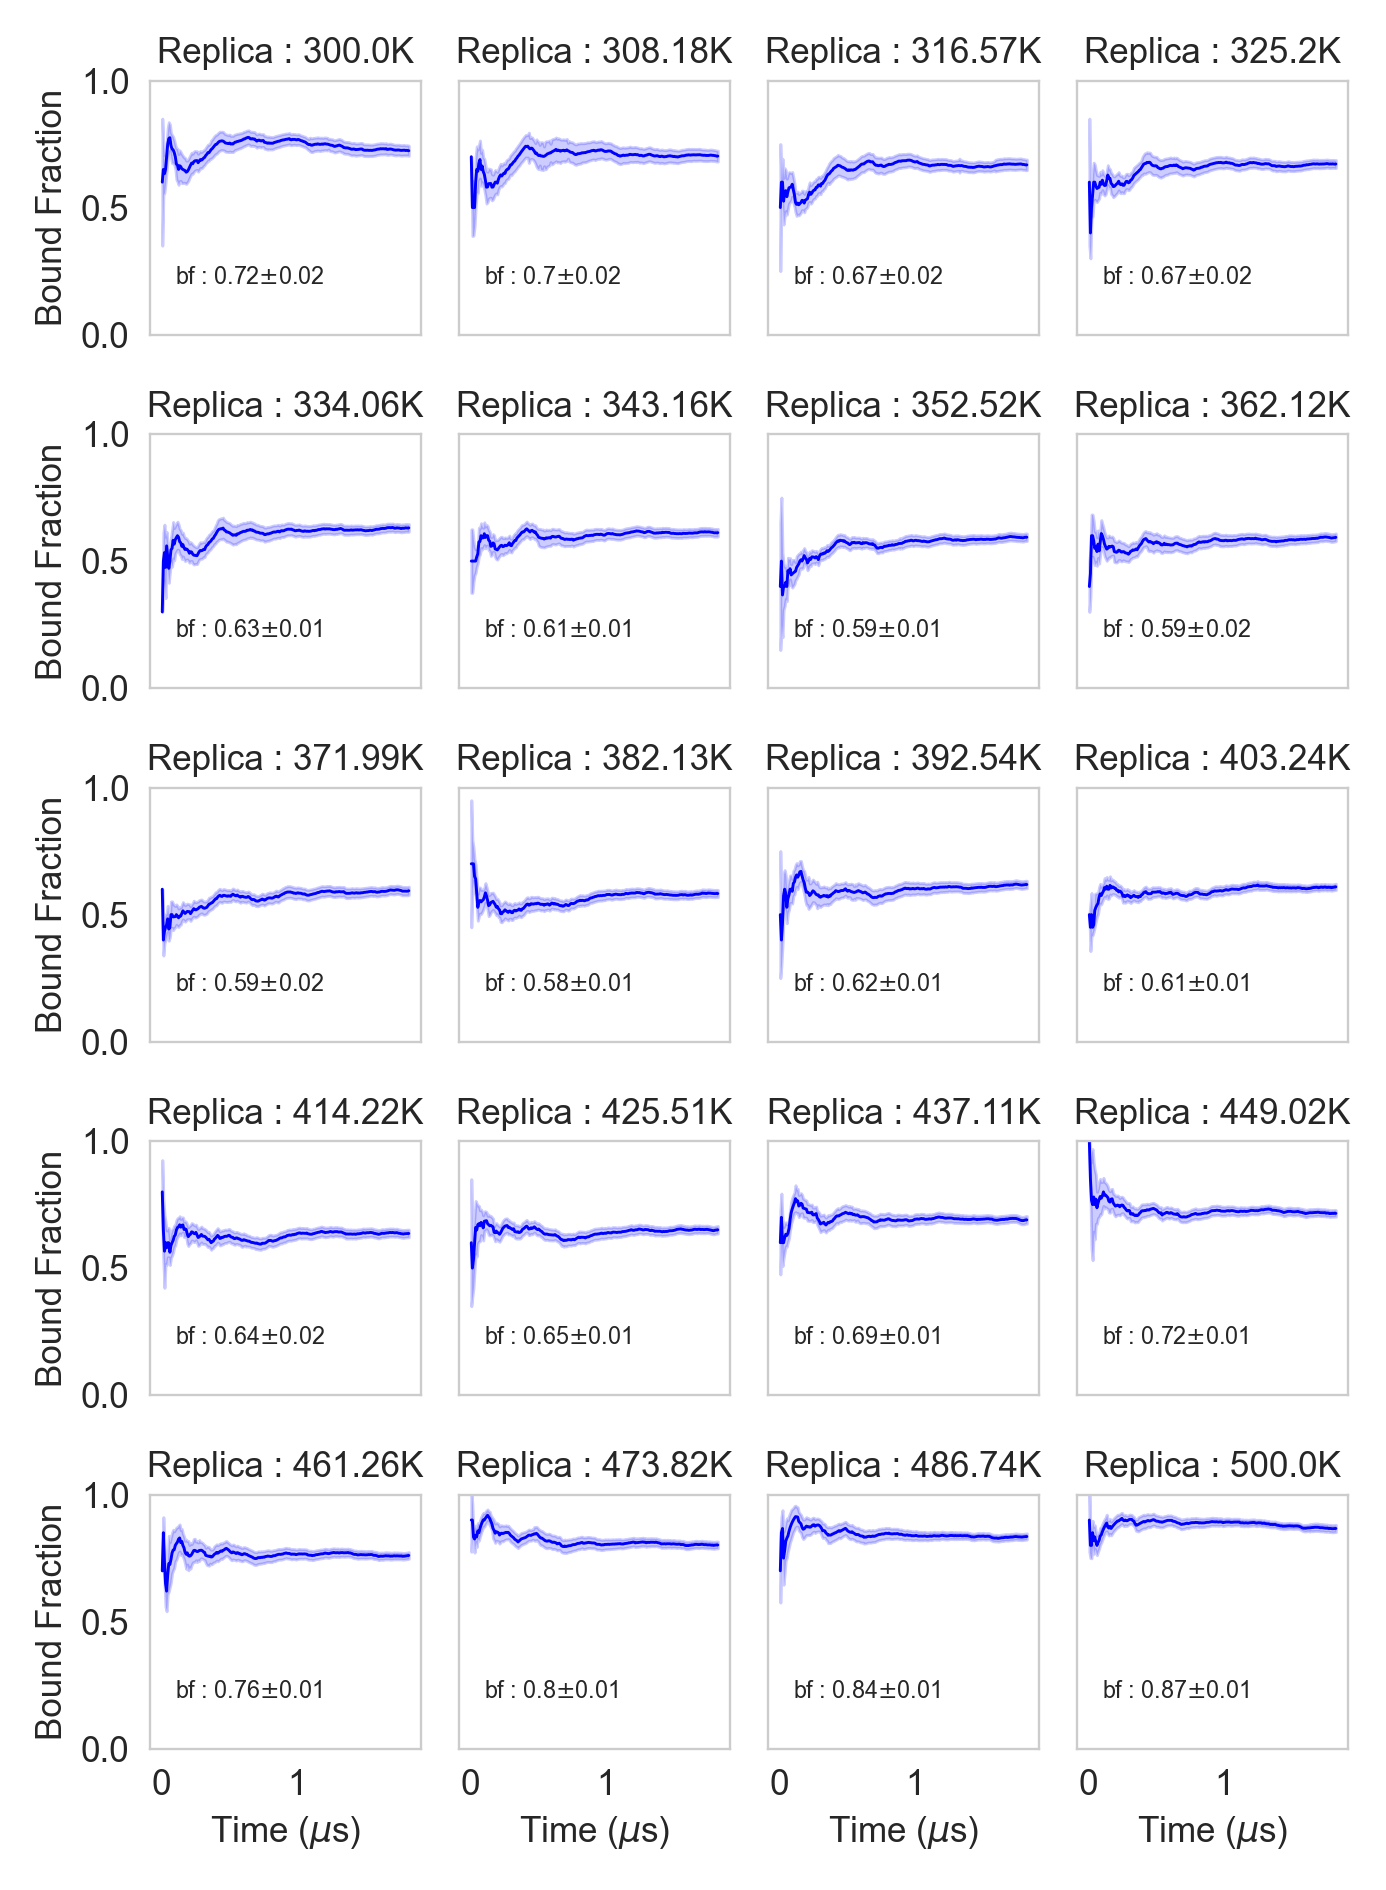 Replica : 300.0K Replica : 308.18K Replica : 316.57K Replica : 325.2K
1.0
Bound Fraction
0.5
bf : 0.72±0.02 bf : 0.7±0.02 bf : 0.67±0.02 bf : 0.67±0.02
0.0
Replica : 334.06K Replica : 343.16K Replica : 352.52K Replica : 362.12K
1.0
Bound Fraction
0.5
bf : 0.63±0.01 bf : 0.61±0.01 bf : 0.59±0.01 bf : 0.59±0.02
0.0
Replica : 371.99K Replica : 382.13K Replica : 392.54K Replica : 403.24K
1.0
Bound Fraction
0.5
bf : 0.59±0.02 bf : 0.58±0.01 bf : 0.62±0.01 bf : 0.61±0.01
0.0
Replica : 414.22K Replica : 425.51K Replica : 437.11K Replica : 449.02K
1.0
Bound Fraction
0.5
bf : 0.64±0.02 bf : 0.65±0.01 bf : 0.69±0.01 bf : 0.72±0.01
0.0
Replica : 461.26K Replica : 473.82K Replica : 486.74K Replica : 500.0K
1.0
Bound Fraction
0.5
bf : 0.76±0.01 bf : 0.8±0.01 bf : 0.84±0.01 bf : 0.87±0.01
0.0
0 1 0 1 0 1 0 1
Time (μs) Time (μs) Time (μs) Time (μs)